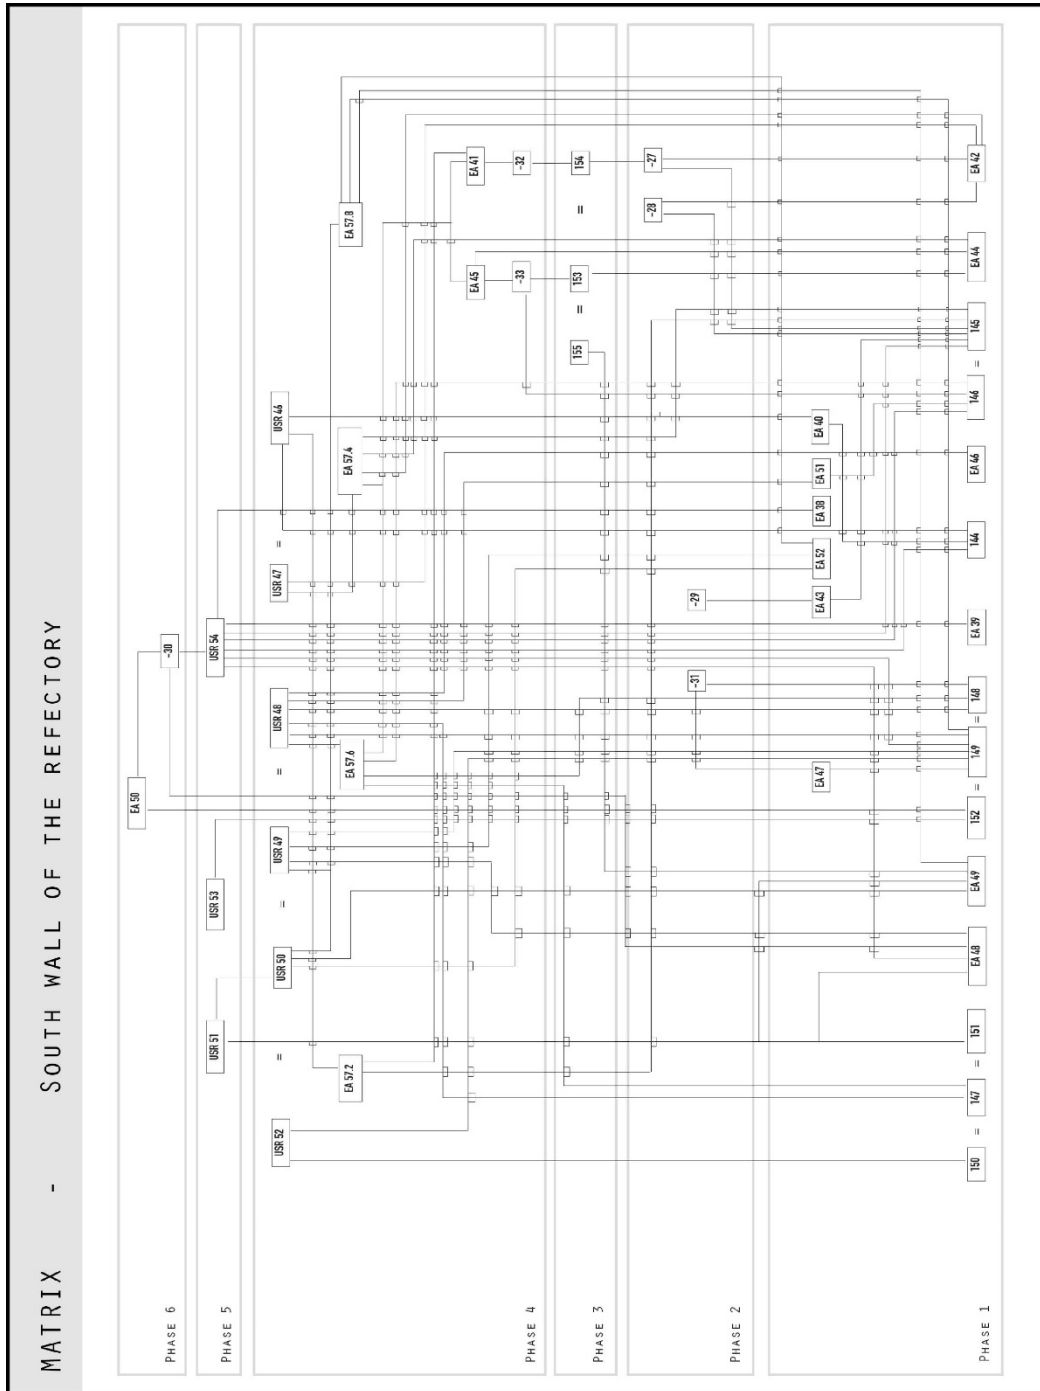 MATRIX - SOUTH WALL OF THE REFECTORY
EA 50
-30
PHASE 6
USR 51
USR 53
USR 54
PHASE 5
USR 52
=
USR 50
=
USR 49
=
USR 48
USR 47
=
USR 46
EA 57.2
EA 57.6
EA 57.4
EA 57.8
EA 45
EA 41
-33
-32
PHASE 4
155
=
153
=
154
PHASE 3
-28
-27
-31
-29
PHASE 2
EA 47
EA 43
EA 52
EA 38
EA 51
EA 40
150
=
147
=
151
EA 48
EA 49
152
=
149
=
148
EA 39
144
EA 46
146
=
145
EA 44
EA 42
PHASE 1